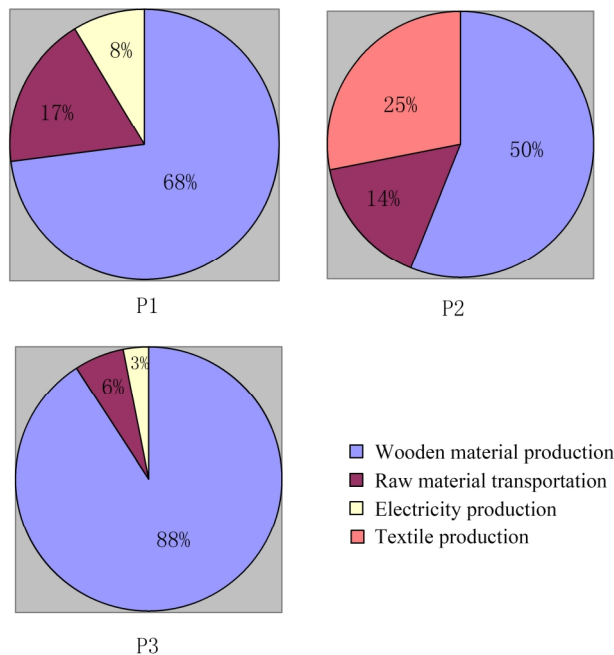 8%
17%
68%
P1
25%
50%
14%
P2
3%
6%
88%
P3
Wooden material production
Raw material transportation
Electricity production
Textile production